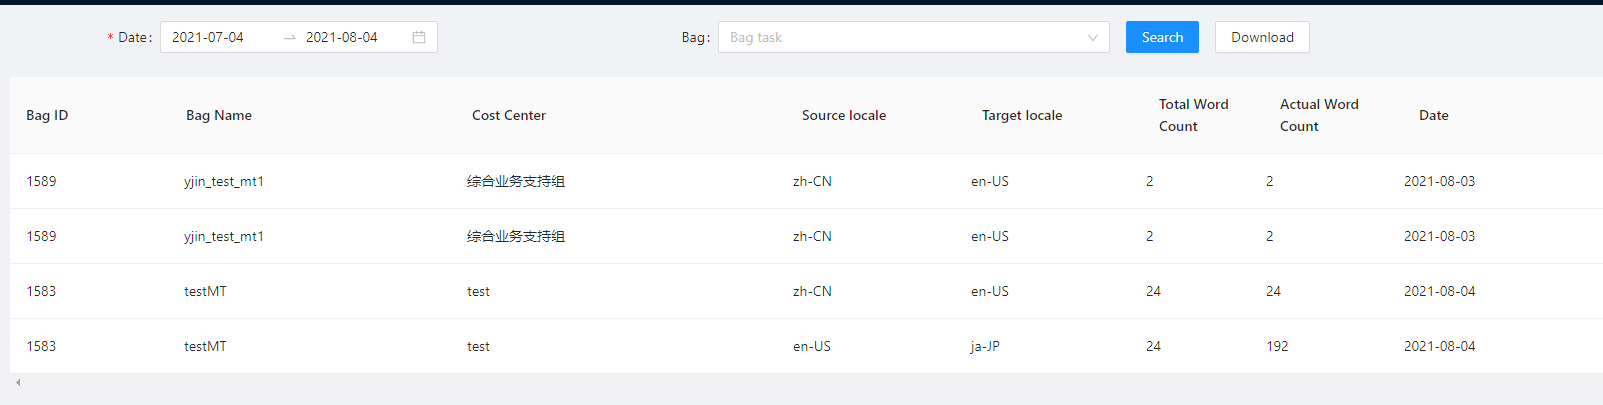 * Date: 2021-07-04 → 2021-08-04 Bag: Bag task Search Download
Bag ID Bag Name Cost Center Source locale Target locale Total Word Count Actual Word Count Date
1589 yjin_test_mt1 综合业务支持组 zh-CN en-US 2 2 2021-08-03
1589 yjin_test_mt1 综合业务支持组 zh-CN en-US 2 2 2021-08-03
1583 testMT test zh-CN en-US 24 24 2021-08-04
1583 testMT test en-US ja-JP 24 192 2021-08-04